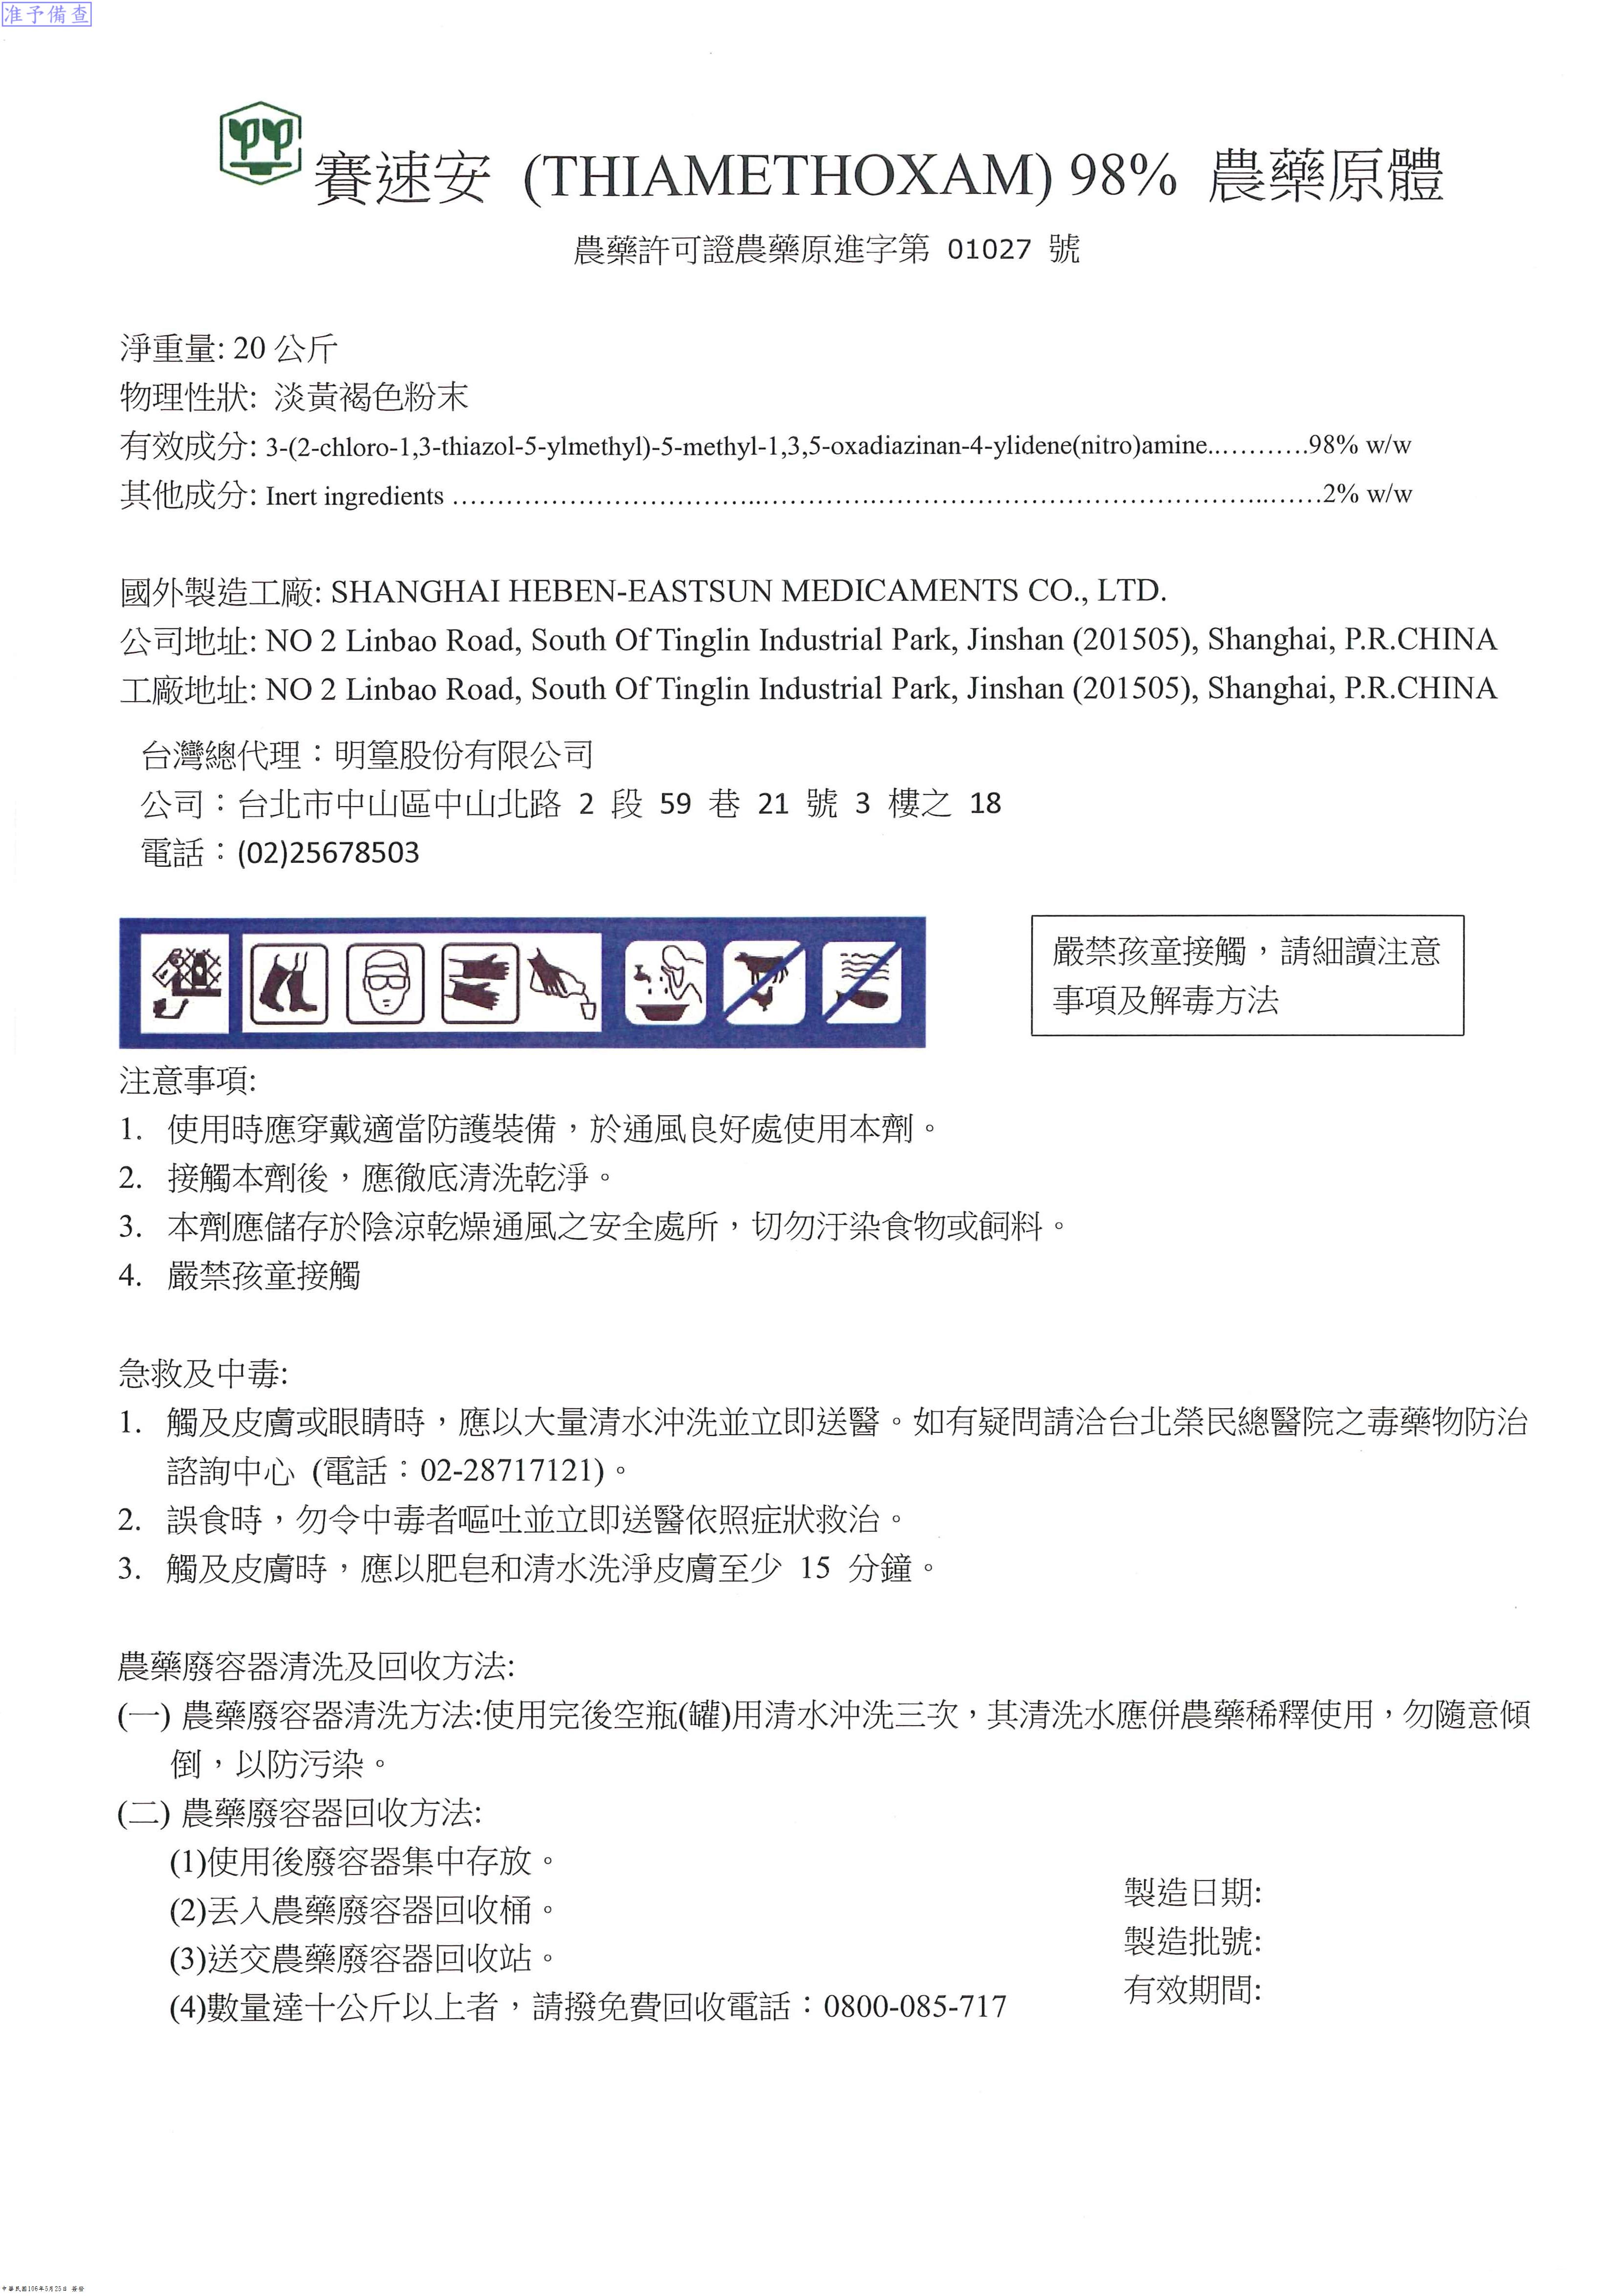 准予備查
賽速安 (THIAMETHOXAM) 98% 農藥原體
農藥許可證農藥原進字第 01027 號
淨重量: 20 公斤
物理性狀: 淡黃褐色粉末
有效成分: 3-(2-chloro-1,3-thiazol-5-ylmethyl)-5-methyl-1,3,5-oxadiazinan-4-ylidene(nitro)amine.............98% w/w
其他成分: Inert ingredients ......................................................................................................2% w/w
國外製造工廠: SHANGHAI HEBEN-EASTSUN MEDICAMENTS CO., LTD.
公司地址: NO 2 Linbao Road, South Of Tinglin Industrial Park, Jinshan (201505), Shanghai, P.R.CHINA
工廠地址: NO 2 Linbao Road, South Of Tinglin Industrial Park, Jinshan (201505), Shanghai, P.R.CHINA
台灣總代理：明篁股份有限公司
公司：台北市中山區中山北路 2 段 59 巷 21 號 3 樓之 18
電話：(02)25678503
嚴禁孩童接觸，請細讀注意
事項及解毒方法
注意事項:
1. 使用時應穿戴適當防護裝備，於通風良好處使用本劑。
2. 接觸本劑後，應徹底清洗乾淨。
3. 本劑應儲存於陰涼乾燥通風之安全處所，切勿汙染食物或飼料。
4. 嚴禁孩童接觸
急救及中毒:
1. 觸及皮膚或眼睛時，應以大量清水沖洗並立即送醫。如有疑問請洽台北榮民總醫院之毒藥物防治
諮詢中心 (電話：02-28717121)。
2. 誤食時，勿令中毒者嘔吐並立即送醫依照症狀救治。
3. 觸及皮膚時，應以肥皂和清水洗淨皮膚至少 15 分鐘。
農藥廢容器清洗及回收方法:
(一) 農藥廢容器清洗方法:使用完後空瓶(罐)用清水沖洗三次，其清洗水應併農藥稀釋使用，勿隨意傾
倒，以防污染。
(二) 農藥廢容器回收方法:
(1)使用後廢容器集中存放。
(2)丟入農藥廢容器回收桶。
(3)送交農藥廢容器回收站。
(4)數量達十公斤以上者，請撥免費回收電話：0800-085-717
製造日期:
製造批號:
有效期間:
中華民國106年5月25日